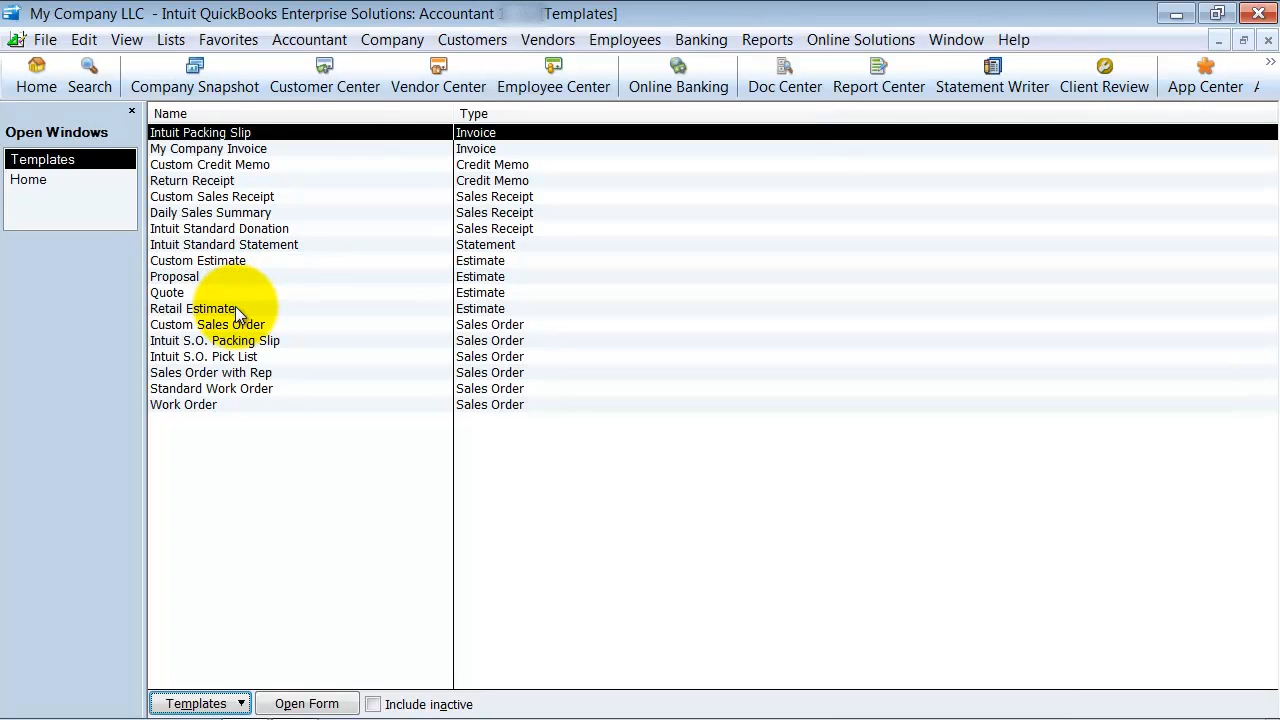 My Company LLC - Intuit QuickBooks Enterprise Solutions: Accountant [Templates]
File Edit View Lists Favorites Accountant Company Customers Vendors Employees Banking Reports Online Solutions Window Help
Home Search Company Snapshot Customer Center Vendor Center Employee Center Online Banking Doc Center Report Center Statement Writer Client Review App Center
Open Windows
Templates
Home
Name Type
Intuit Packing Slip Invoice
My Company Invoice Invoice
Custom Credit Memo Credit Memo
Return Receipt Credit Memo
Custom Sales Receipt Sales Receipt
Daily Sales Summary Sales Receipt
Intuit Standard Donation Sales Receipt
Intuit Standard Statement Statement
Custom Estimate Estimate
Proposal Estimate
Quote Estimate
Retail Estimate Estimate
Custom Sales Order Sales Order
Intuit S.O. Packing Slip Sales Order
Intuit S.O. Pick List Sales Order
Sales Order with Rep Sales Order
Standard Work Order Sales Order
Work Order Sales Order
Templates Open Form Include inactive